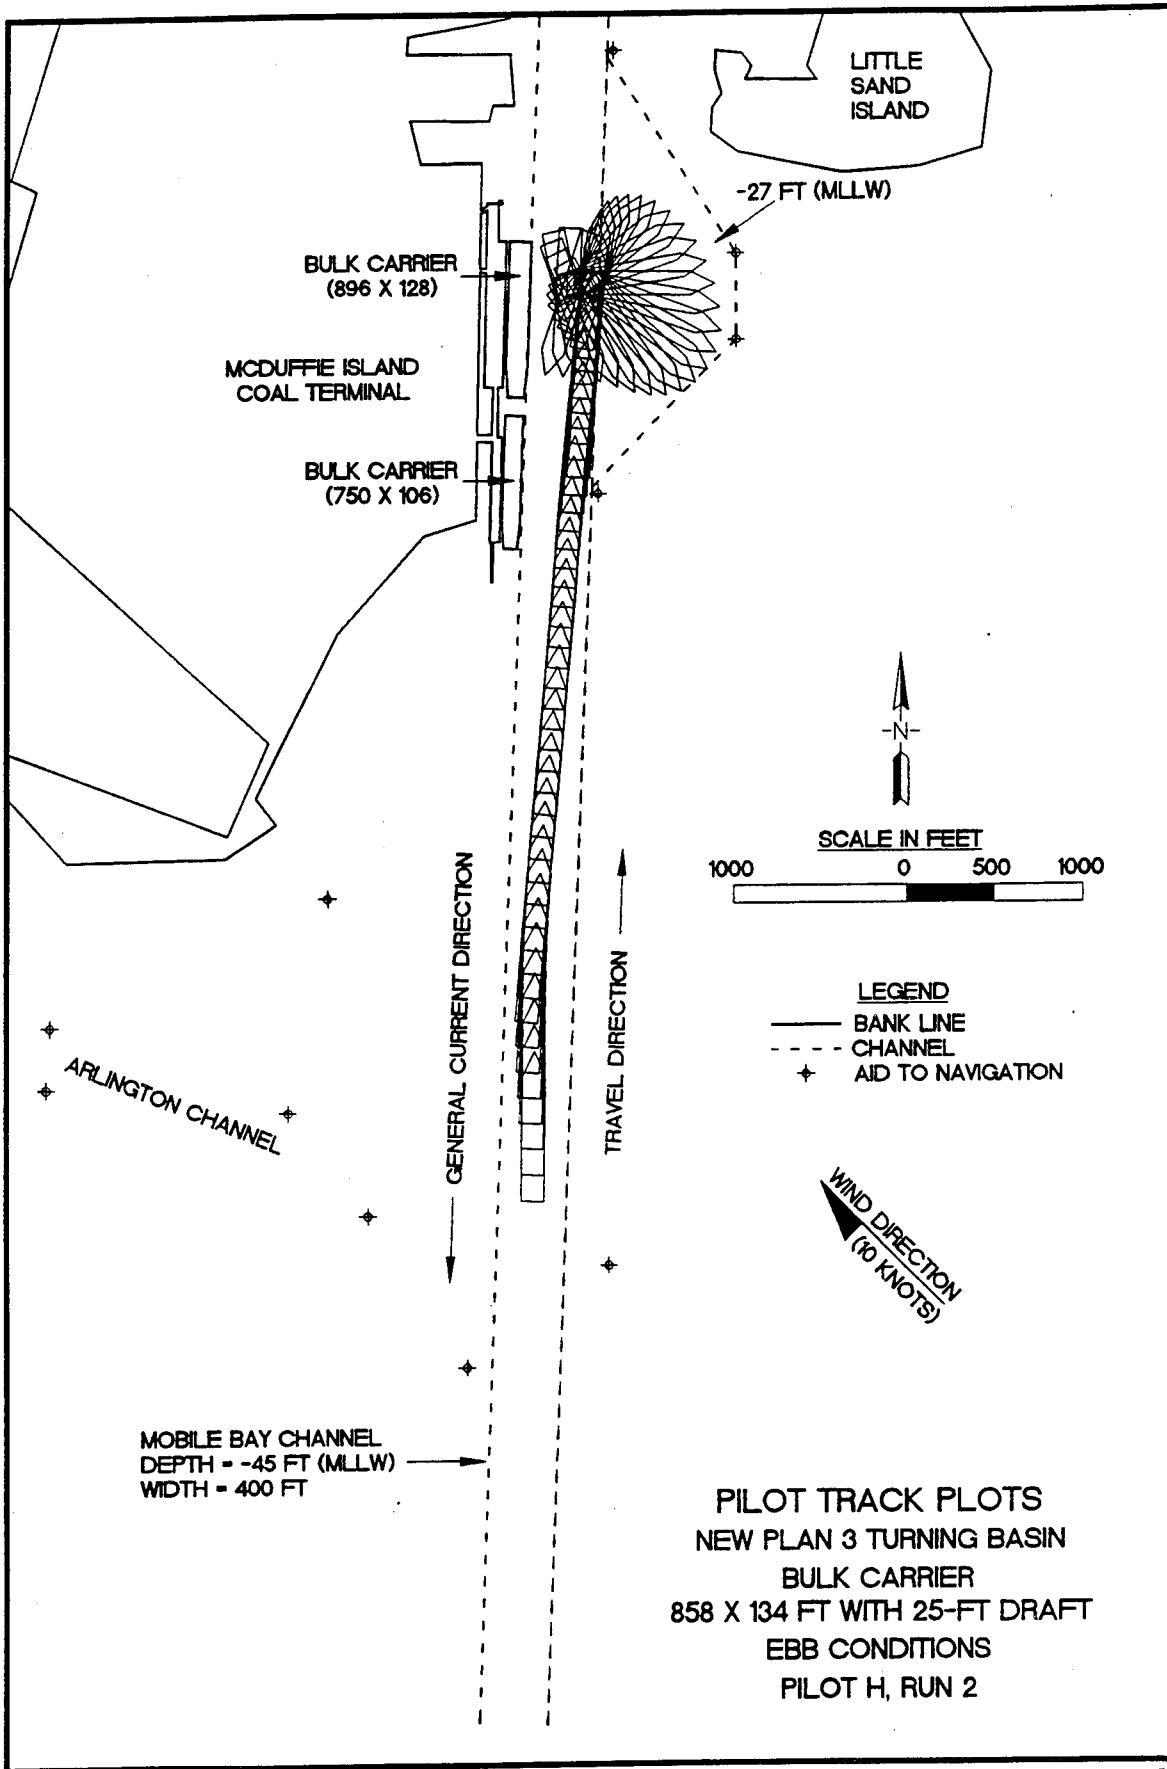 LITTLE
SAND
ISLAND
-27 FT (MLLW)
BULK CARRIER
(896 X 128)
MCDUFFIE ISLAND
COAL TERMINAL
BULK CARRIER
(750 X 106)
-N-
SCALE IN FEET
1000 0 500 1000
GENERAL CURRENT DIRECTION
TRAVEL DIRECTION
LEGEND
BANK LINE
CHANNEL
AID TO NAVIGATION
ARLINGTON CHANNEL
WIND DIRECTION
(10 KNOTS)
MOBILE BAY CHANNEL
DEPTH = -45 FT (MLLW)
WIDTH = 400 FT
PILOT TRACK PLOTS
NEW PLAN 3 TURNING BASIN
BULK CARRIER
858 X 134 FT WITH 25-FT DRAFT
EBB CONDITIONS
PILOT H, RUN 2